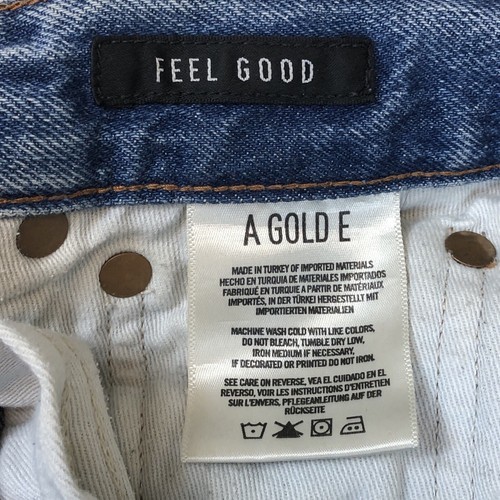 FEEL GOOD
A GOLD E
MADE IN TURKEY OF IMPORTED MATERIALS
HECHO EN TURQUIA DE MATERIALES IMPORTADOS
FABRIQUÉ EN TURQUIE A PARTIR DE MATÉRIAUX
IMPORTÉS, IN DER TÜRKEI HERGESTELLT MIT
IMPORTIERTEN MATERIALIEN
MACHINE WASH COLD WITH LIKE COLORS,
DO NOT BLEACH, TUMBLE DRY LOW,
IRON MEDIUM IF NECESSARY.
IF DECORATED OR PRINTED DO NOT IRON.
SEE CARE ON REVERSE, VEA EL CUIDADO EN EL
REVERSO, VOIR LES INSTRUCTIONS D'ENTRETIEN
SUR L'ENVERS, PFLEGEANLEITUNG AUF DER
RÜCKSEITE